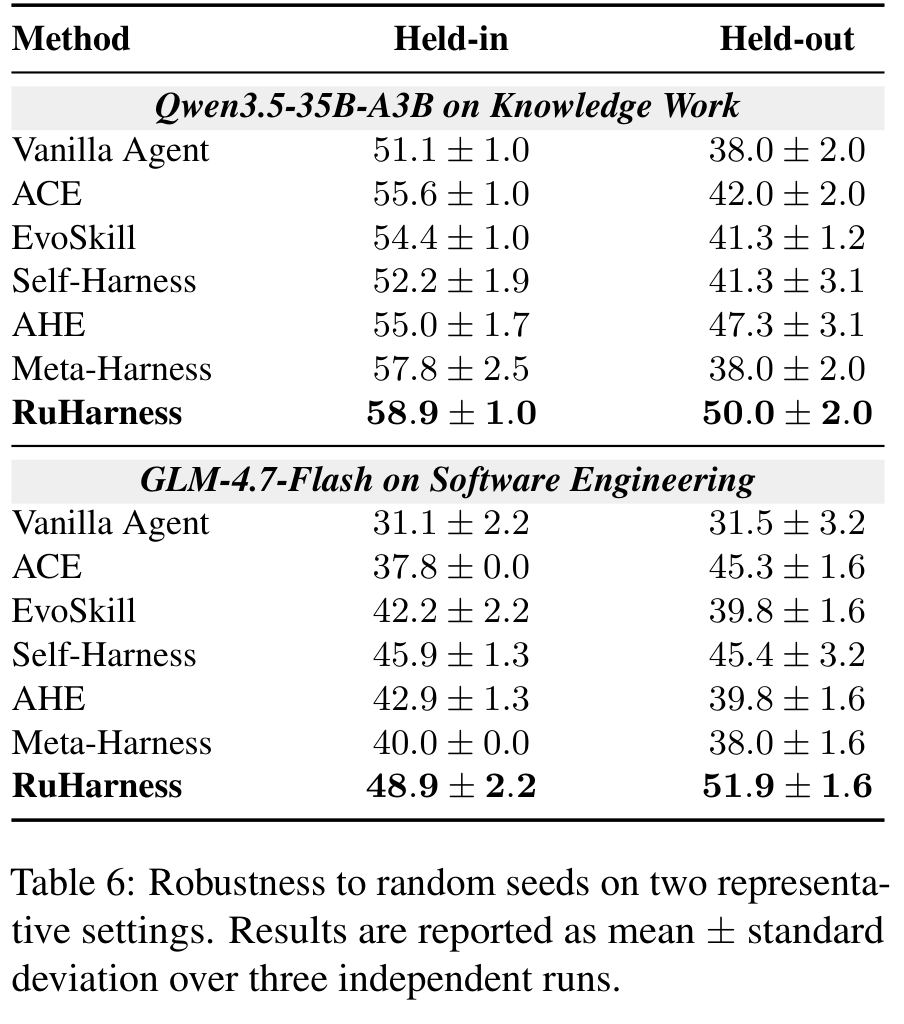 Method Held-in Held-out
Qwen3.5-35B-A3B on Knowledge Work
Vanilla Agent 51.1 ± 1.0 38.0 ± 2.0
ACE 55.6 ± 1.0 42.0 ± 2.0
EvoSkill 54.4 ± 1.0 41.3 ± 1.2
Self-Harness 52.2 ± 1.9 41.3 ± 3.1
AHE 55.0 ± 1.7 47.3 ± 3.1
Meta-Harness 57.8 ± 2.5 38.0 ± 2.0
RuHarness 58.9 ± 1.0 50.0 ± 2.0
GLM-4.7-Flash on Software Engineering
Vanilla Agent 31.1 ± 2.2 31.5 ± 3.2
ACE 37.8 ± 0.0 45.3 ± 1.6
EvoSkill 42.2 ± 2.2 39.8 ± 1.6
Self-Harness 45.9 ± 1.3 45.4 ± 3.2
AHE 42.9 ± 1.3 39.8 ± 1.6
Meta-Harness 40.0 ± 0.0 38.0 ± 1.6
RuHarness 48.9 ± 2.2 51.9 ± 1.6
Table 6: Robustness to random seeds on two representa-
tive settings. Results are reported as mean ± standard
deviation over three independent runs.